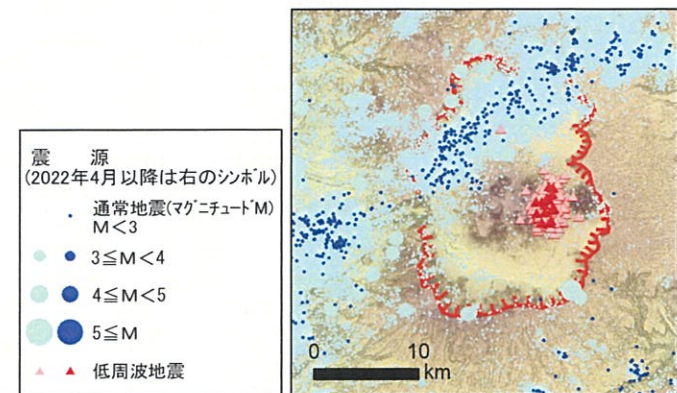 震 源
(2022年4月以降は右のシンボル)
通常地震(マグニチュードM)
M<3
3≦M<4
4≦M<5
5≦M
低周波地震
0 10
km